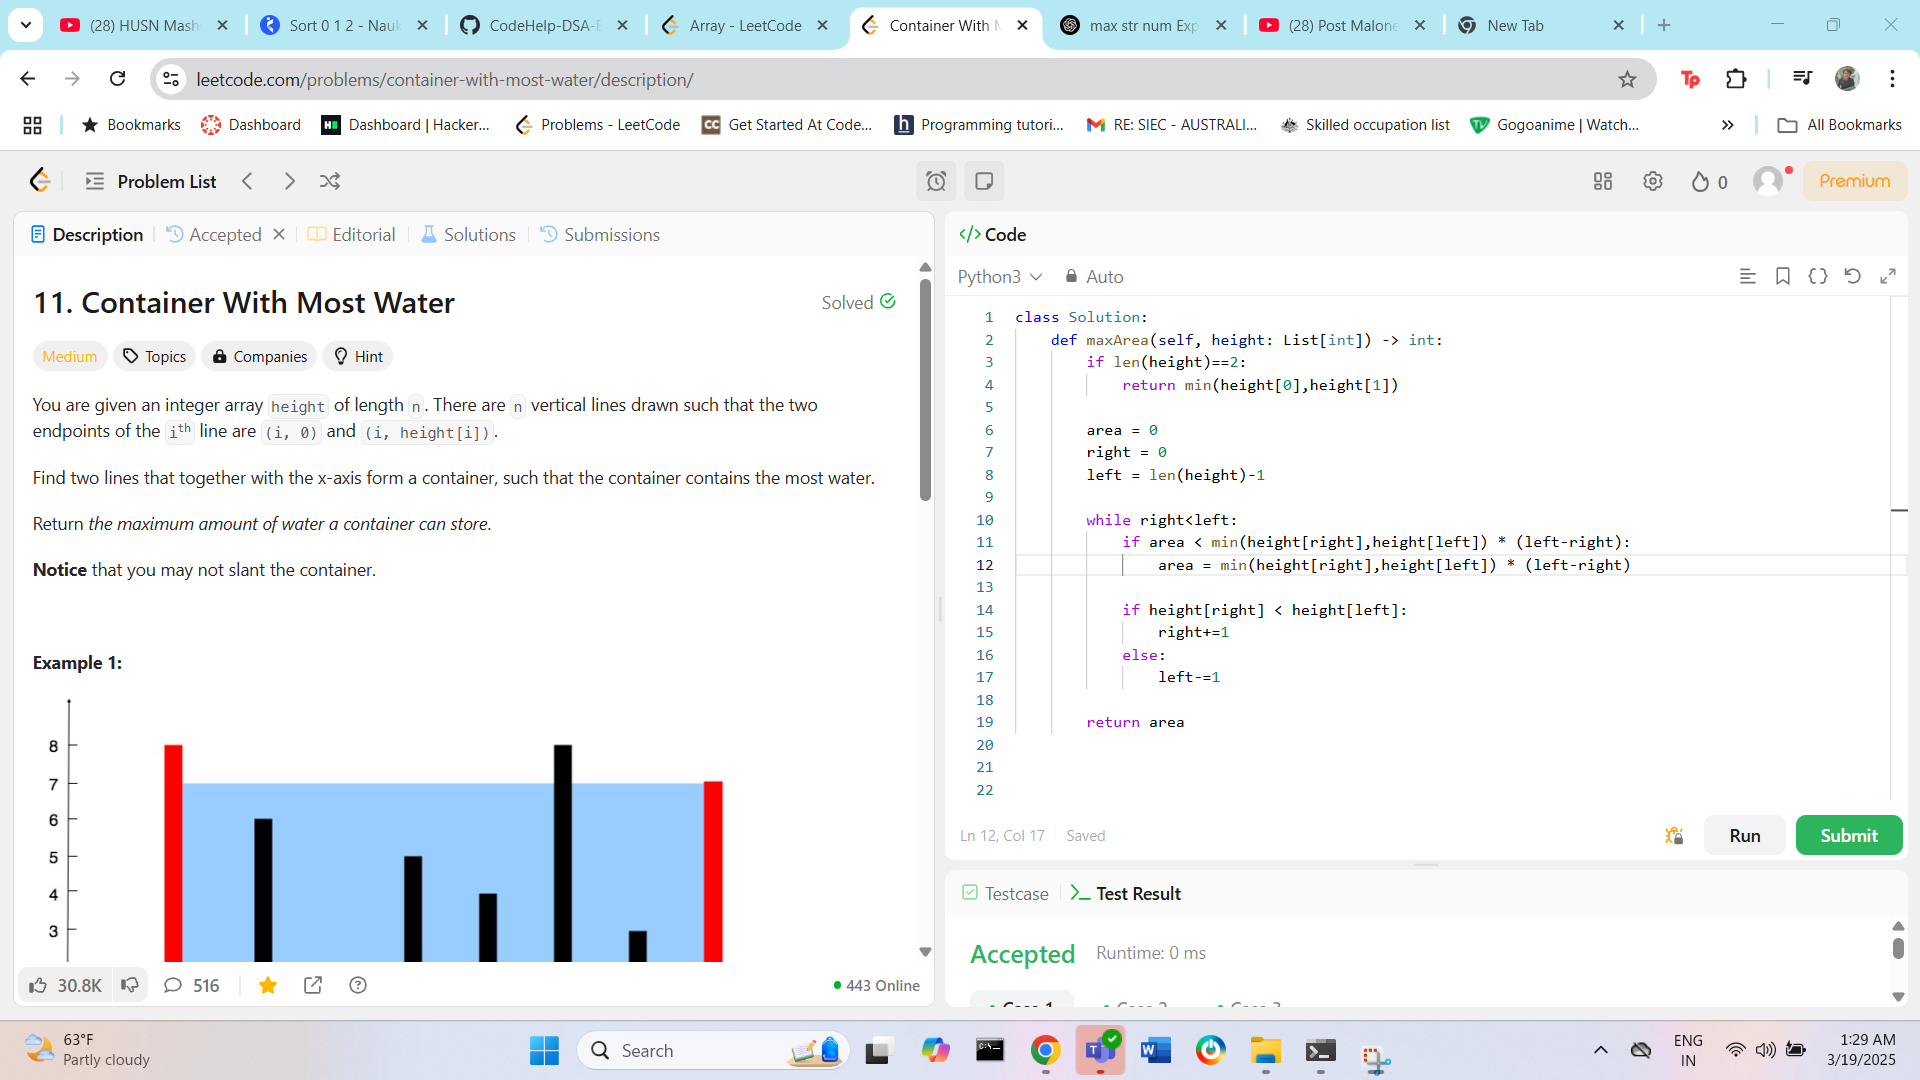 (28) HUSN Mash
Sort 0 1 2 - Nauk
CodeHelp-DSA-B
Array - LeetCode
Container With M
max str num Exp
(28) Post Malone
New Tab
leetcode.com/problems/container-with-most-water/description/
Tp
Bookmarks
Dashboard
Dashboard | Hacker...
Problems - LeetCode
Get Started At Code...
Programming tutori...
RE: SIEC - AUSTRALI...
Skilled occupation list
Gogoanime | Watch...
All Bookmarks
Problem List
0
Premium
Description
Accepted
Editorial
Solutions
Submissions
11. Container With Most Water
Solved
Medium
Topics
Companies
Hint
You are given an integer array height of length n. There are n vertical lines drawn such that the two
endpoints of the ith line are (i, 0) and (i, height[i]).
Find two lines that together with the x-axis form a container, such that the container contains the most water.
Return the maximum amount of water a container can store.
Notice that you may not slant the container.
Example 1:
8
7
6
5
4
3
30.8K
516
443 Online
</> Code
Python3
Auto
1 class Solution:
2 def maxArea(self, height: List[int]) -> int:
3 if len(height)==2:
4 return min(height[0],height[1])
5
6 area = 0
7 right = 0
8 left = len(height)-1
9
10 while right<left:
11 if area < min(height[right],height[left]) * (left-right):
12 area = min(height[right],height[left]) * (left-right)
13
14 if height[right] < height[left]:
15 right+=1
16 else:
17 left-=1
18
19 return area
20
21
22
Ln 12, Col 17
Saved
Run
Submit
Testcase
Test Result
Accepted
Runtime: 0 ms
Case 1
Case 2
Case 3
63°F
Partly cloudy
Search
ENG
IN
1:29 AM
3/19/2025